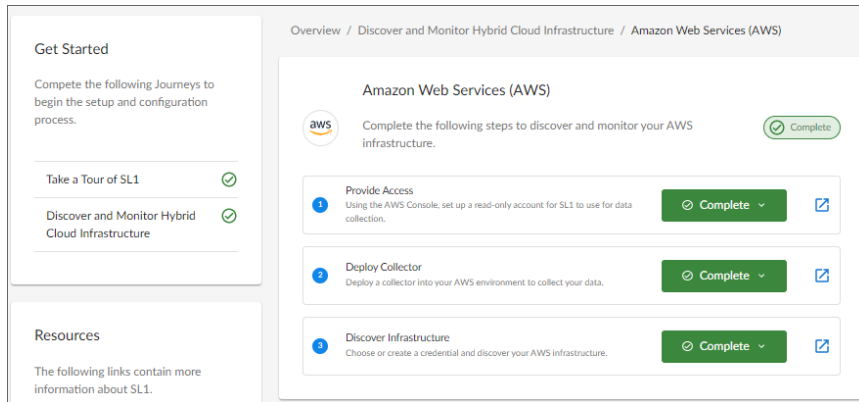 Get Started
Compete the following Journeys to
begin the setup and configuration
process.
Take a Tour of SL1
Discover and Monitor Hybrid
Cloud Infrastructure
Resources
The following links contain more
information about SL1.
Overview / Discover and Monitor Hybrid Cloud Infrastructure / Amazon Web Services (AWS)
Amazon Web Services (AWS)
aws
Complete the following steps to discover and monitor your AWS
infrastructure.
Complete
1
Provide Access
Using the AWS Console, set up a read-only account for SL1 to use for data
collection.
Complete
2
Deploy Collector
Deploy a collector into your AWS environment to collect your data.
Complete
3
Discover Infrastructure
Choose or create a credential and discover your AWS infrastructure.
Complete